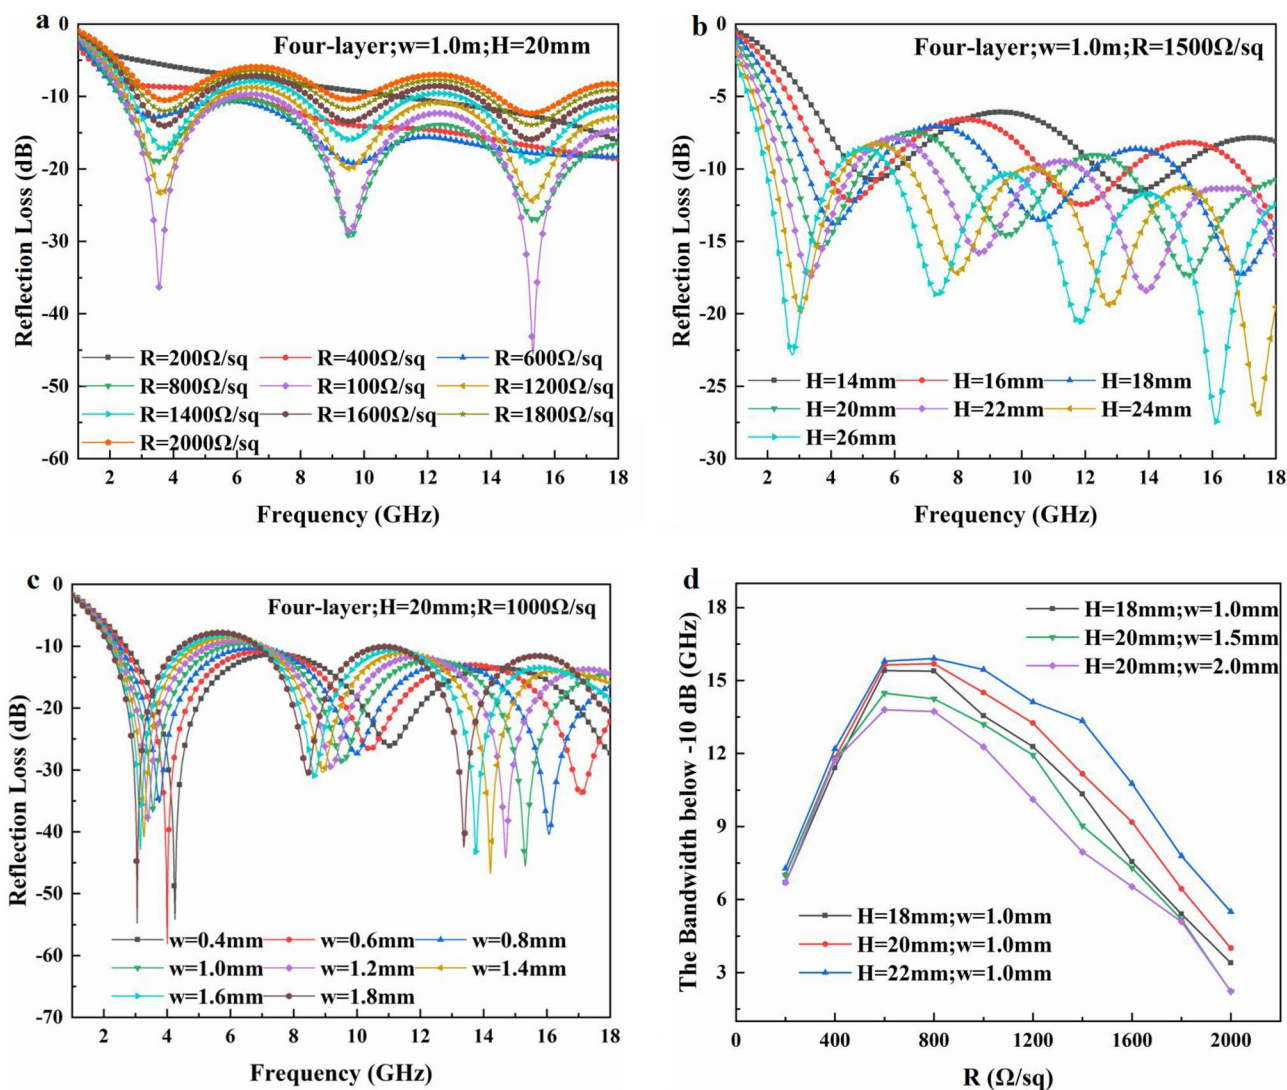 a
Four-layer;w=1.0m;H=20mm
Reflection Loss (dB)
0
-10
-20
-30
-40
-50
-60
R=200Ω/sq R=400Ω/sq R=600Ω/sq
R=800Ω/sq R=100Ω/sq R=1200Ω/sq
R=1400Ω/sq R=1600Ω/sq R=1800Ω/sq
R=2000Ω/sq
2 4 6 8 10 12 14 16 18
Frequency (GHz)
b
Four-layer;w=1.0m;R=1500Ω/sq
Reflection Loss (dB)
0
-5
-10
-15
-20
-25
-30
H=14mm H=16mm H=18mm
H=20mm H=22mm H=24mm
H=26mm
2 4 6 8 10 12 14 16 18
Frequency (GHz)
c
Four-layer;H=20mm;R=1000Ω/sq
Reflection Loss (dB)
0
-10
-20
-30
-40
-50
-60
-70
w=0.4mm w=0.6mm w=0.8mm
w=1.0mm w=1.2mm w=1.4mm
w=1.6mm w=1.8mm
2 4 6 8 10 12 14 16 18
Frequency (GHz)
d
H=18mm;w=1.0mm
H=20mm;w=1.5mm
H=20mm;w=2.0mm
The Bandwidth below -10 dB (GHz)
18
15
12
9
6
3
H=18mm;w=1.0mm
H=20mm;w=1.0mm
H=22mm;w=1.0mm
0 400 800 1200 1600 2000
R (Ω/sq)